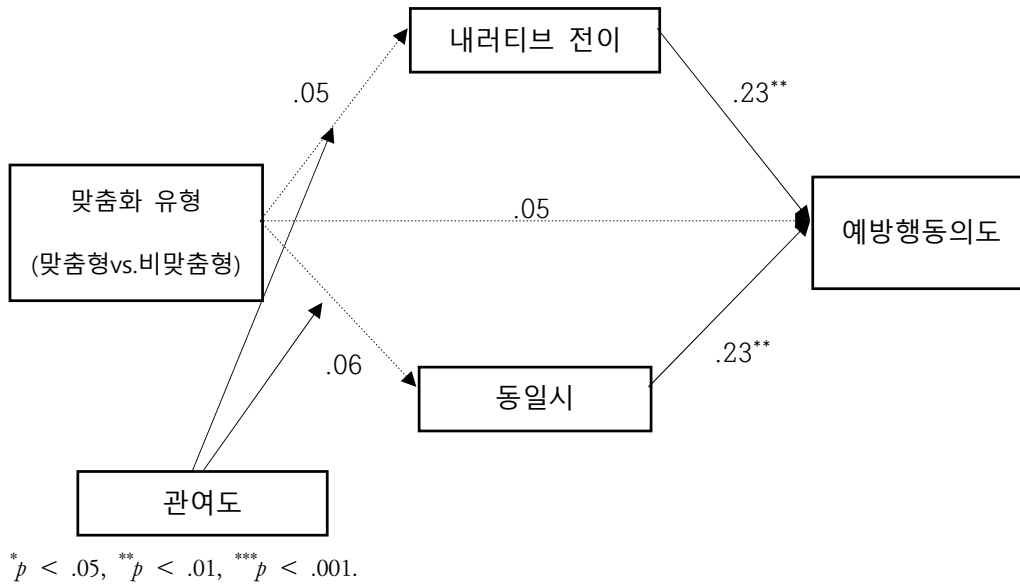 내러티브 전이
.05
.23**
맞춤화 유형
(맞춤형vs.비맞춤형)
.05
예방행동의도
.06
.23**
동일시
관여도
*p < .05, **p < .01, ***p < .001.